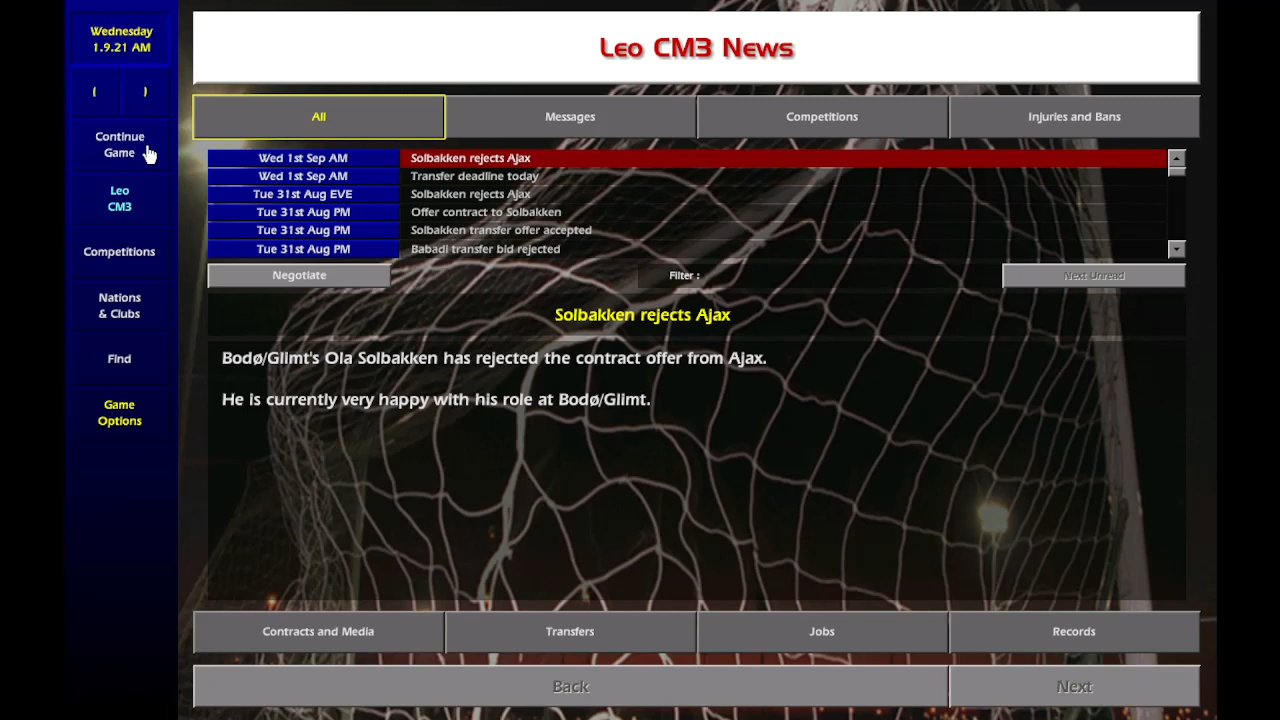 Wednesday
1.9.21 AM
Continue
Game
Leo
CM3
Competitions
Nations
& Clubs
Find
Game
Options
Leo CM3 News
All
Messages
Competitions
Injuries and Bans
Wed 1st Sep AM Solbakken rejects Ajax
Wed 1st Sep AM Transfer deadline today
Tue 31st Aug EVE Solbakken rejects Ajax
Tue 31st Aug PM Offer contract to Solbakken
Tue 31st Aug PM Solbakken transfer offer accepted
Tue 31st Aug PM Babadi transfer bid rejected
Negotiate
Filter :
Next Unread
Solbakken rejects Ajax
Bodø/Glimt's Ola Solbakken has rejected the contract offer from Ajax.
He is currently very happy with his role at Bodø/Glimt.
Contracts and Media
Transfers
Jobs
Records
Back
Next